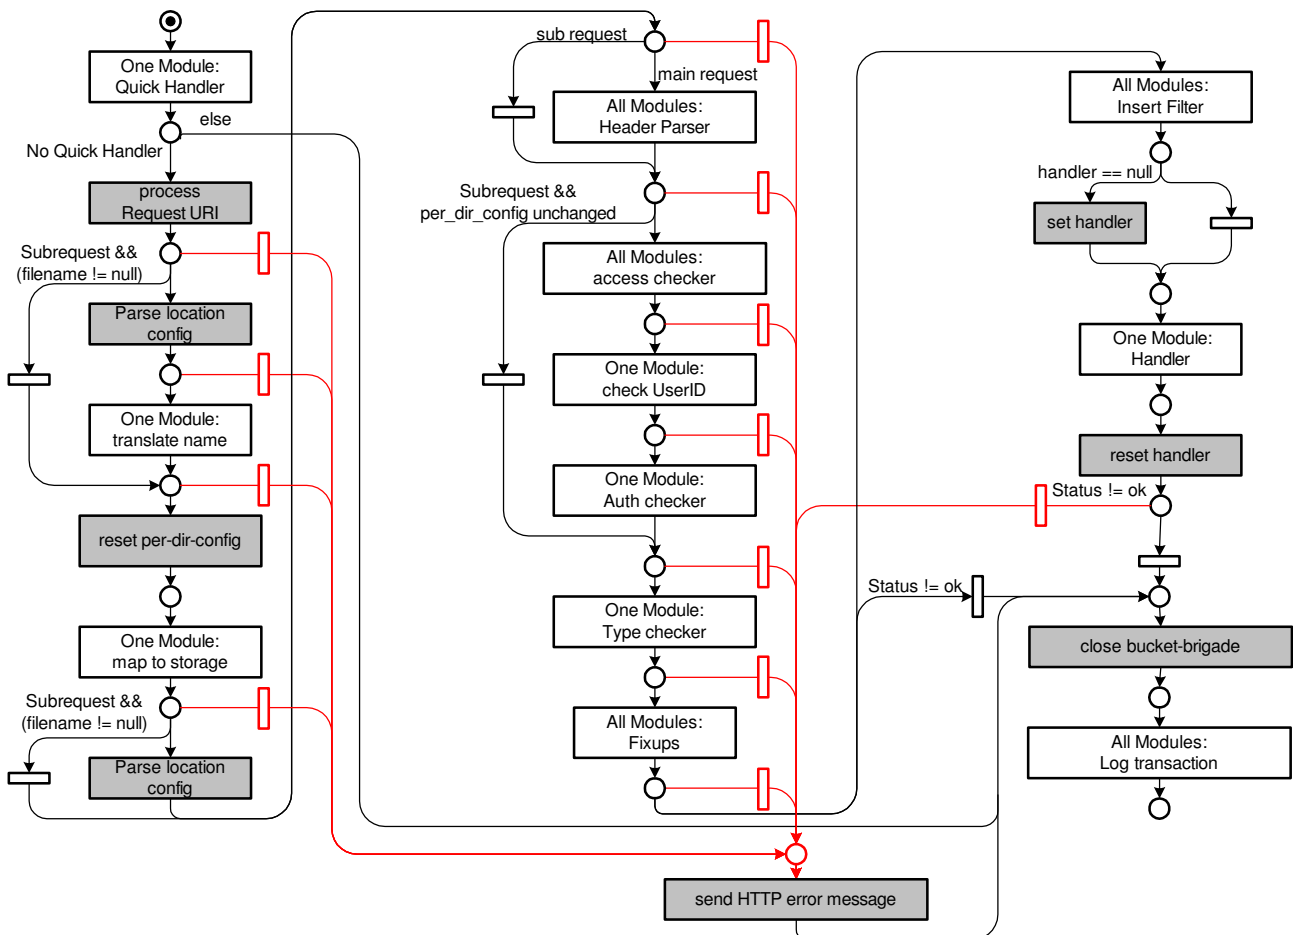 One Module:
Quick Handler
else
No Quick Handler
process
Request URI
Subrequest &&
(filename != null)
Parse location
config
One Module:
translate name
reset per-dir-config
One Module:
map to storage
Subrequest &&
(filename != null)
Parse location
config
sub request
main request
All Modules:
Header Parser
Subrequest &&
per_dir_config unchanged
All Modules:
access checker
One Module:
check UserID
One Module:
Auth checker
One Module:
Type checker
All Modules:
Fixups
Status != ok
send HTTP error message
All Modules:
Insert Filter
handler == null
set handler
One Module:
Handler
reset handler
Status != ok
close bucket-brigade
All Modules:
Log transaction